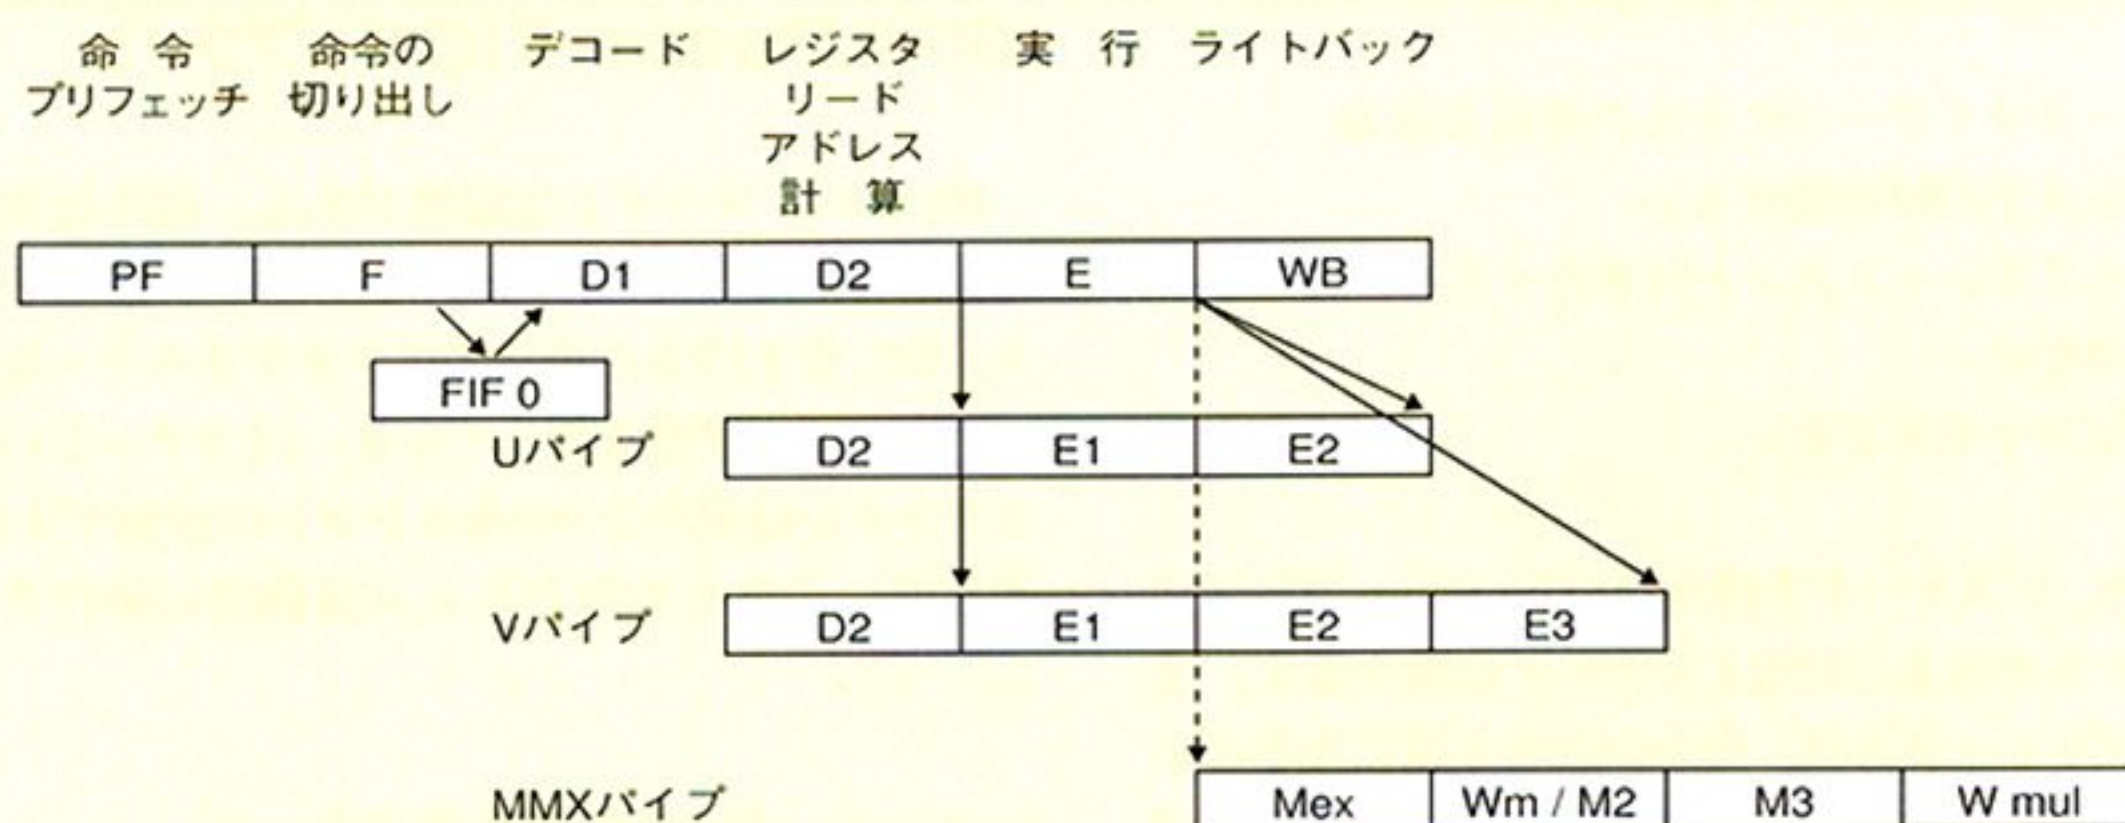 命 令
プリフェッチ
命令の
切り出し
デコード
レジスタ
リード
アドレス
計 算
実 行
ライトバック
PF
F
D1
D2
E
WB
FIF 0
Uパイプ
D2
E1
E2
Vパイプ
D2
E1
E2
E3
MMXパイプ
Mex
Wm / M2
M3
W mul